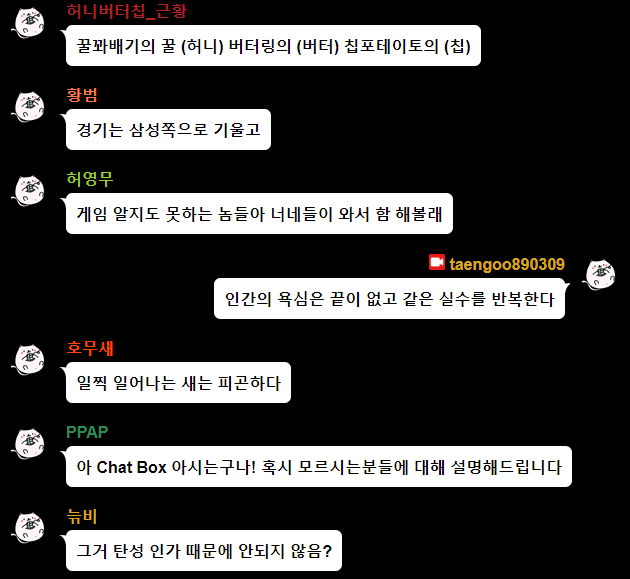 허니버터칩_근황
꿀꽈배기의 꿀 (허니) 버터링의 (버터) 칩포테이토의 (칩)
황범
경기는 삼성쪽으로 기울고
허영무
게임 알지도 못하는 놈들아 너네들이 와서 함 해볼래
taengoo890309
인간의 욕심은 끝이 없고 같은 실수를 반복한다
호무새
일찍 일어나는 새는 피곤하다
PPAP
아 Chat Box 아시는구나! 혹시 모르시는분들에 대해 설명해드립니다
뉴비
그거 탄성 인가 때문에 안되지 않음?